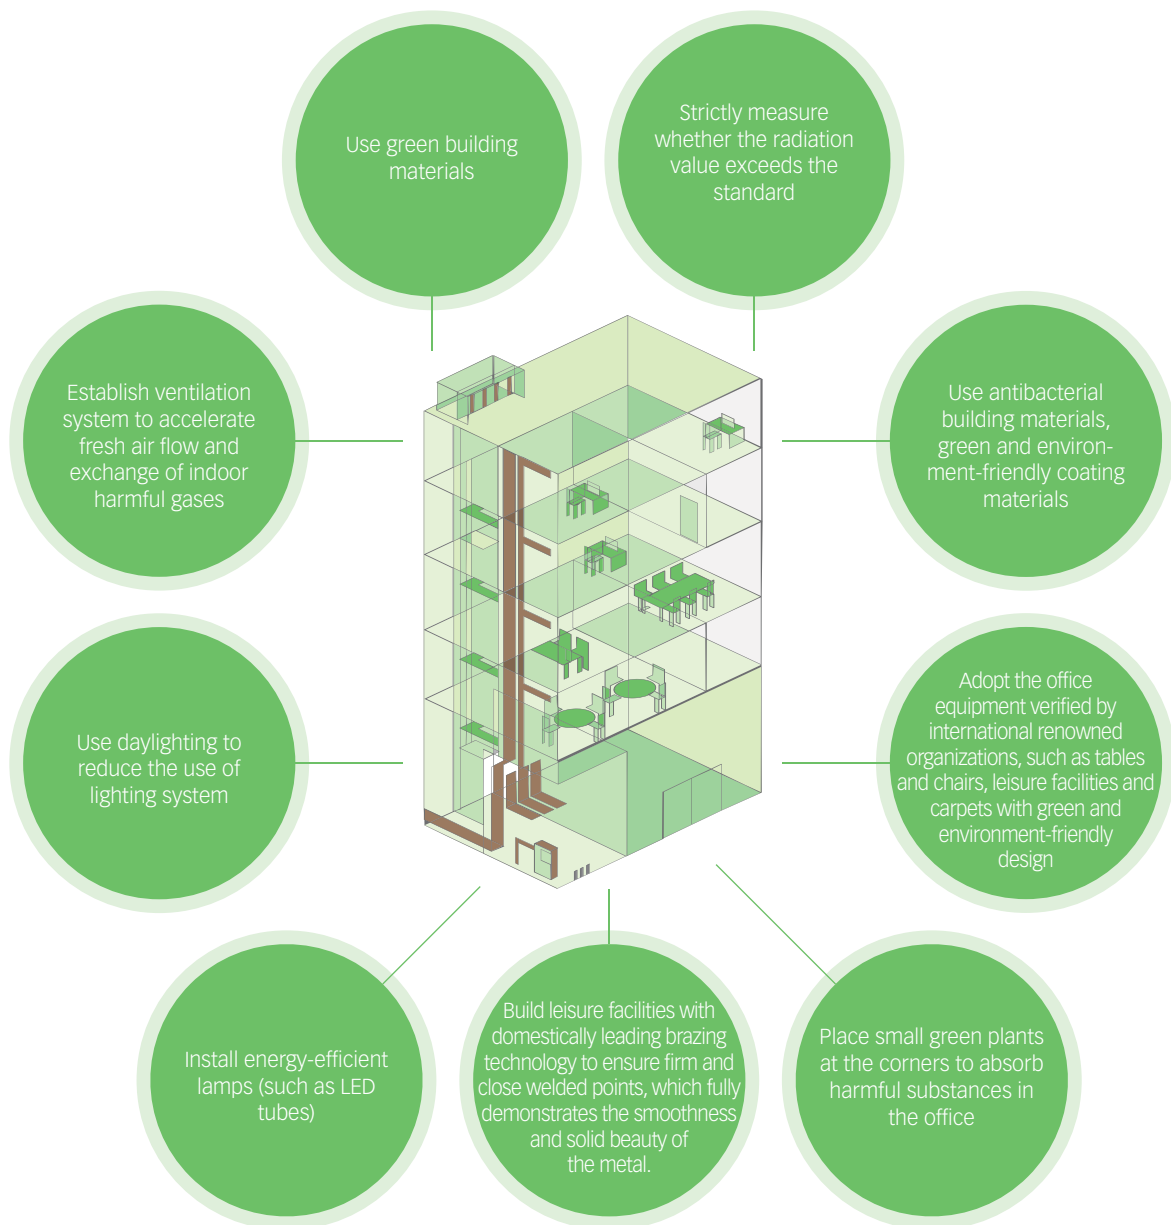 Use green building
materials
Strictly measure
whether the radiation
value exceeds the
standard
Establish ventilation
system to accelerate
fresh air flow and
exchange of indoor
harmful gases
Use antibacterial
building materials,
green and environ-
ment-friendly coating
materials
Use daylighting to
reduce the use of
lighting system
Adopt the office
equipment verified by
international renowned
organizations, such as tables
and chairs, leisure facilities and
carpets with green and
environment-friendly
design
Install energy-efficient
lamps (such as LED
tubes)
Build leisure facilities with
domestically leading brazing
technology to ensure firm and
close welded points, which fully
demonstrates the smoothness
and solid beauty of
the metal.
Place small green plants
at the corners to absorb
harmful substances in
the office